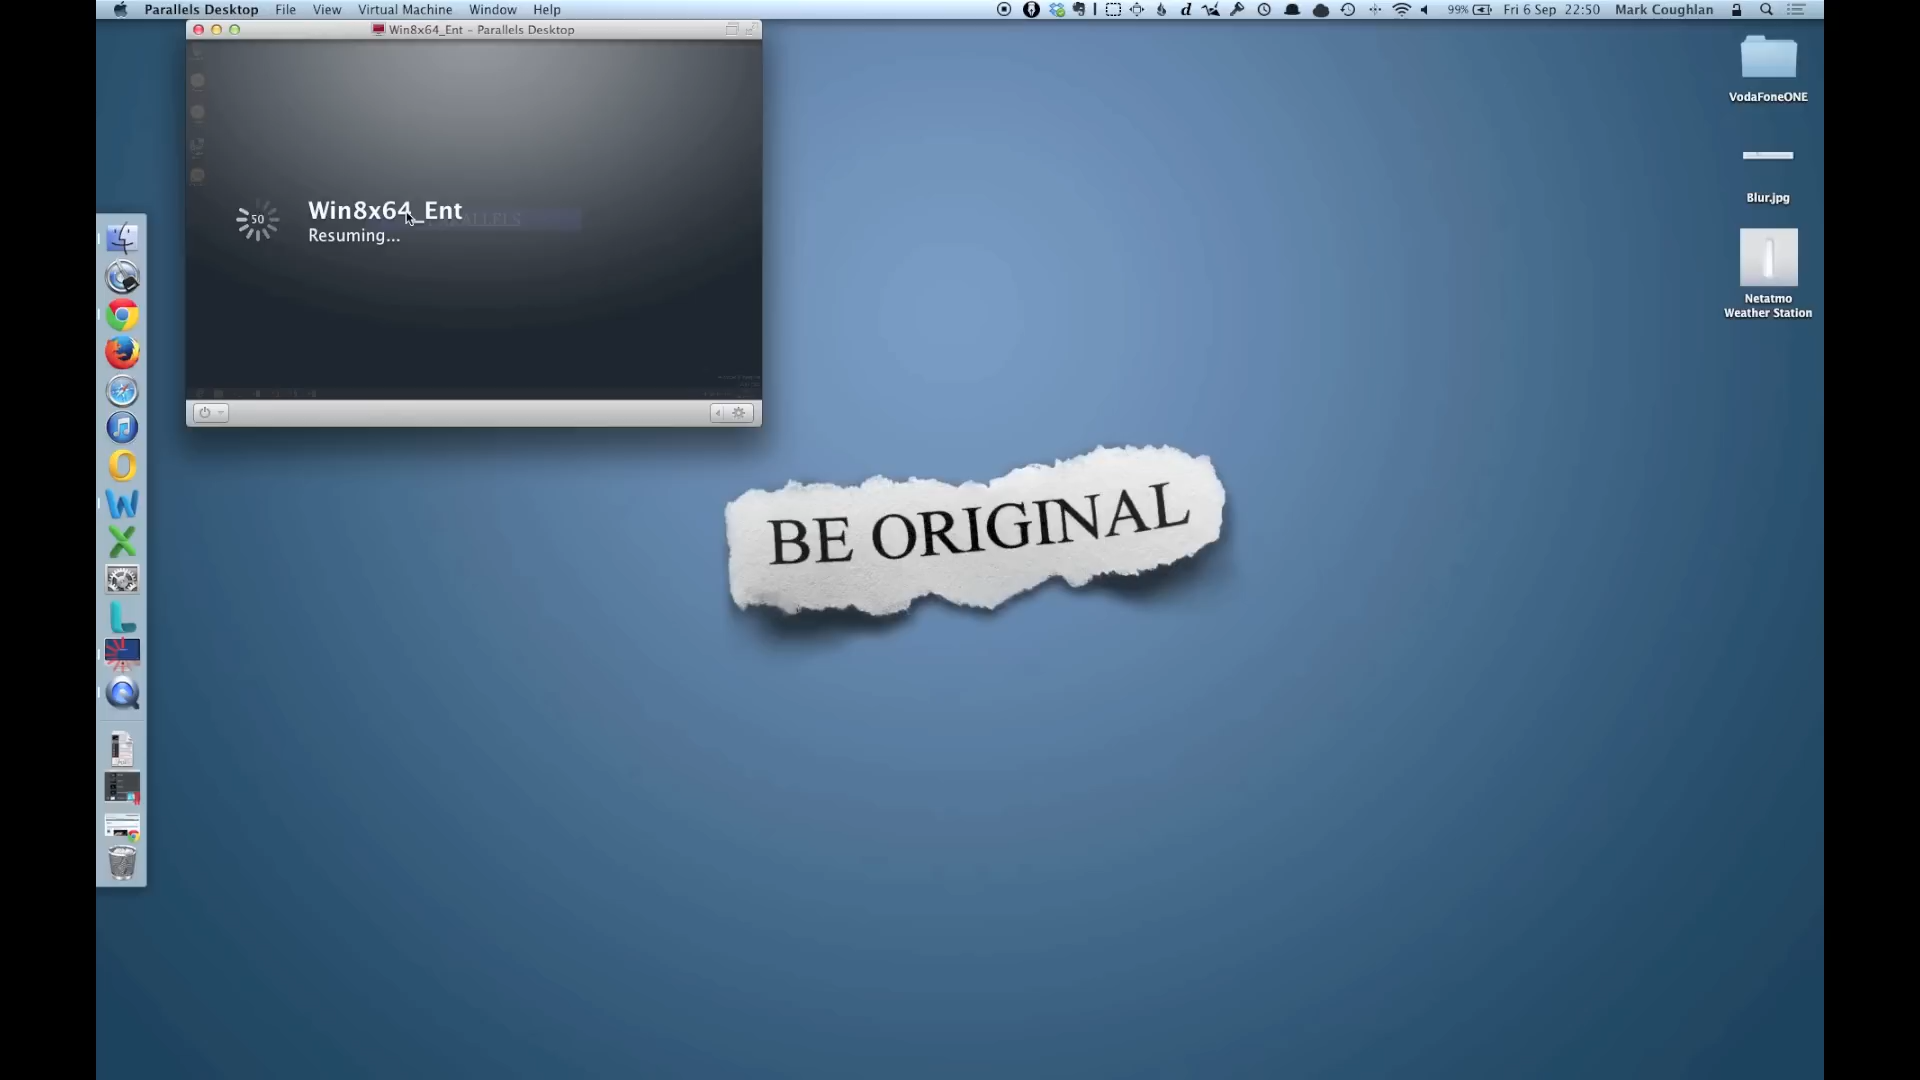 Parallels Desktop File View Virtual Machine Window Help
99% Fri 6 Sep 22:50 Mark Coughlan
Win8x64_Ent - Parallels Desktop
50
Win8x64_Ent
Resuming...
VodaFoneONE
Blur.jpg
Netatmo
Weather Station
BE ORIGINAL